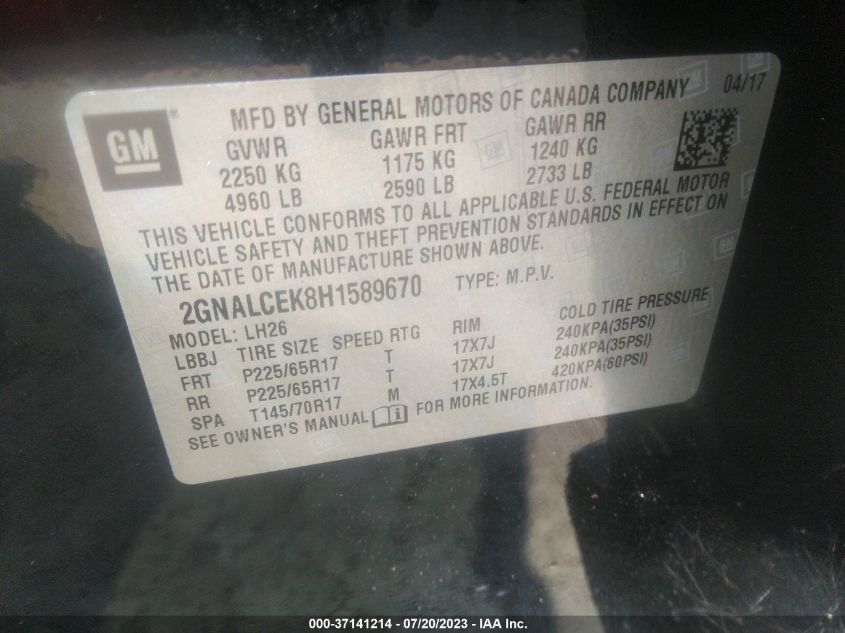 GM
MFD BY GENERAL MOTORS OF CANADA COMPANY 04/17
GVWR GAWR FRT GAWR RR
2250 KG 1175 KG 1240 KG
4960 LB 2590 LB 2733 LB
THIS VEHICLE CONFORMS TO ALL APPLICABLE U.S. FEDERAL MOTOR
VEHICLE SAFETY AND THEFT PREVENTION STANDARDS IN EFFECT ON
THE DATE OF MANUFACTURE SHOWN ABOVE.
2GNALCEK8H1589670 TYPE: M.P.V.
MODEL: LH26
LBBJ TIRE SIZE SPEED RTG RIM COLD TIRE PRESSURE
FRT P225/65R17 T 17X7J 240KPA(35PSI)
RR P225/65R17 T 17X7J 240KPA(35PSI)
SPA T145/70R17 M 17X4.5T 420KPA(60PSI)
SEE OWNER'S MANUAL FOR MORE INFORMATION.
000-37141214 - 07/20/2023 - IAA Inc.